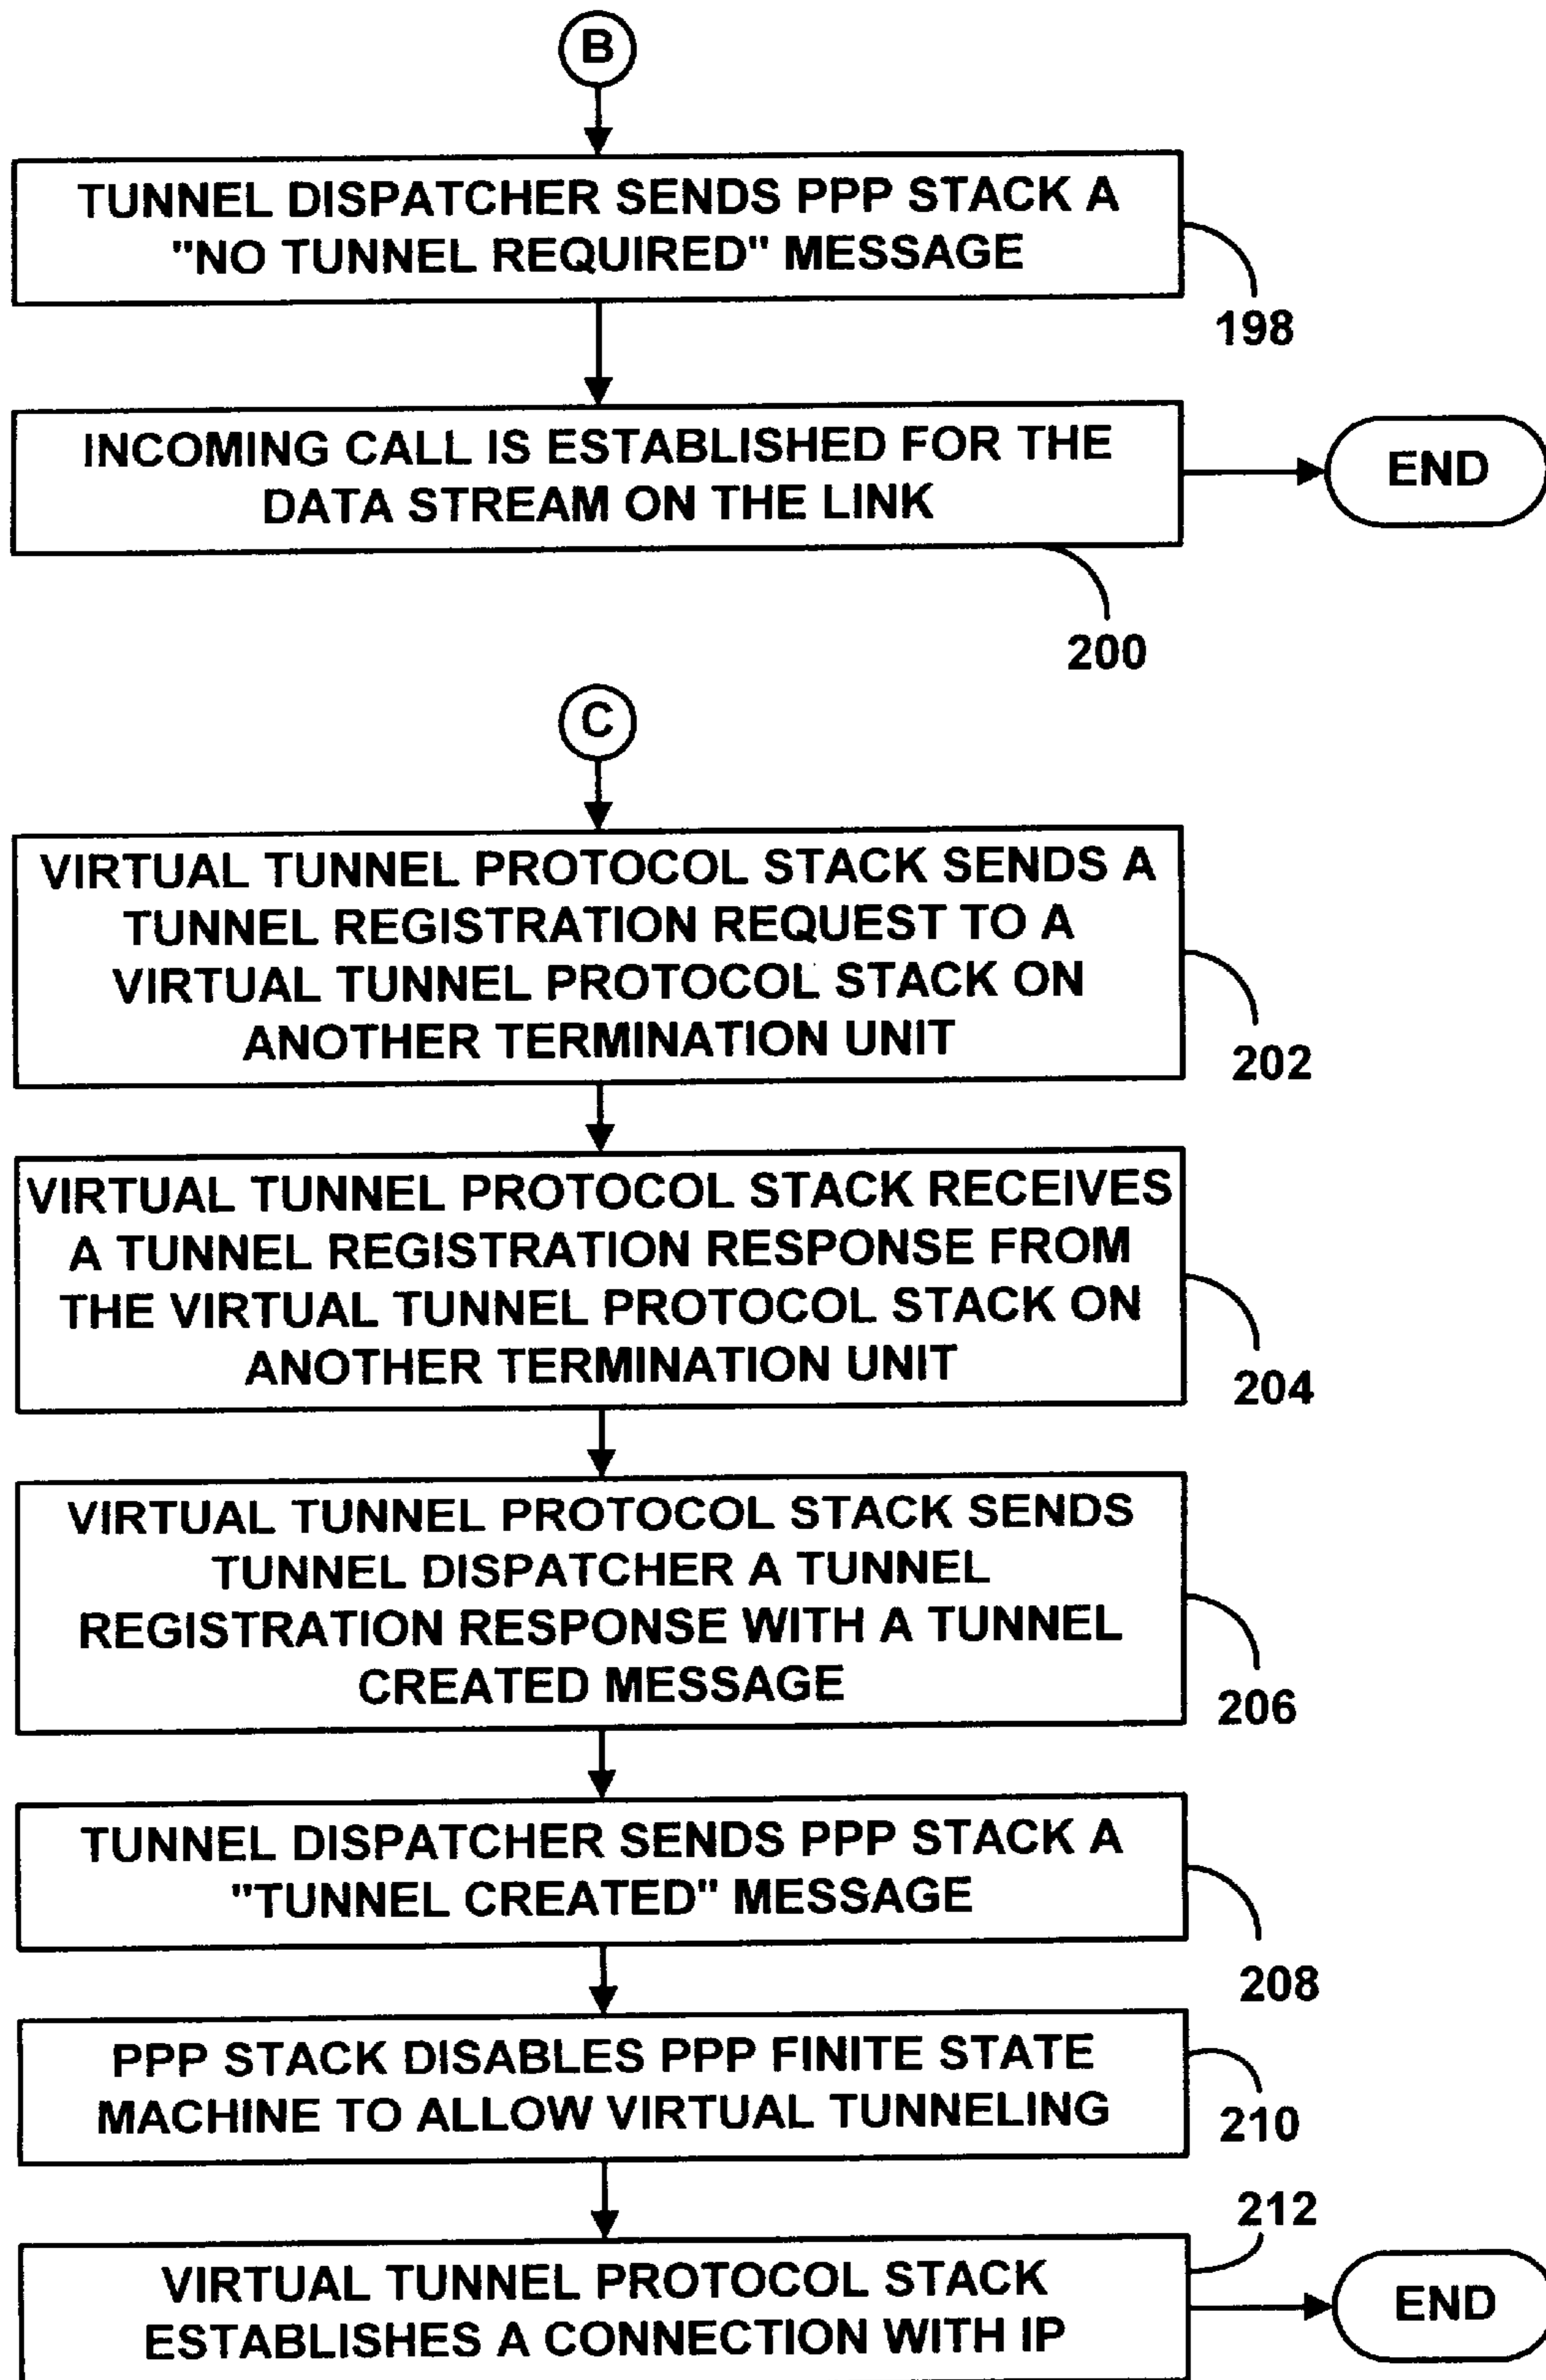 B
TUNNEL DISPATCHER SENDS PPP STACK A
"NO TUNNEL REQUIRED" MESSAGE
198
INCOMING CALL IS ESTABLISHED FOR THE
DATA STREAM ON THE LINK
END
200
C
VIRTUAL TUNNEL PROTOCOL STACK SENDS A
TUNNEL REGISTRATION REQUEST TO A
VIRTUAL TUNNEL PROTOCOL STACK ON
ANOTHER TERMINATION UNIT
202
VIRTUAL TUNNEL PROTOCOL STACK RECEIVES
A TUNNEL REGISTRATION RESPONSE FROM
THE VIRTUAL TUNNEL PROTOCOL STACK ON
ANOTHER TERMINATION UNIT
204
VIRTUAL TUNNEL PROTOCOL STACK SENDS
TUNNEL DISPATCHER A TUNNEL
REGISTRATION RESPONSE WITH A TUNNEL
CREATED MESSAGE
206
TUNNEL DISPATCHER SENDS PPP STACK A
"TUNNEL CREATED" MESSAGE
208
PPP STACK DISABLES PPP FINITE STATE
MACHINE TO ALLOW VIRTUAL TUNNELING
210
212
VIRTUAL TUNNEL PROTOCOL STACK
ESTABLISHES A CONNECTION WITH IP
END